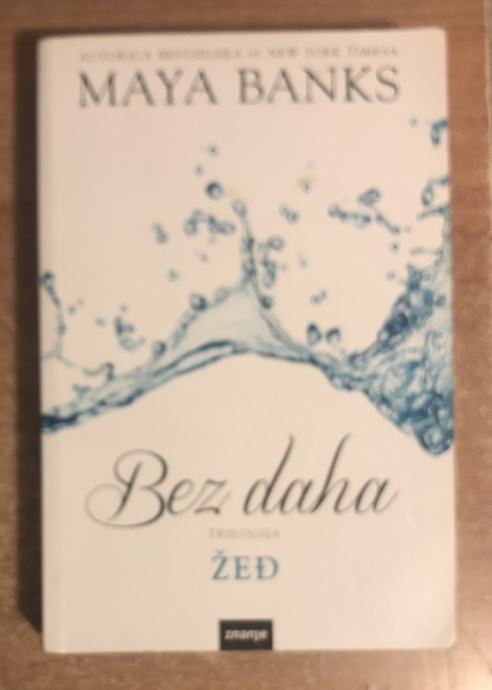 AUTORICA BESTSELERA NEW YORK TIMESA
MAYA BANKS
Bez daha
TRILOGIJA
ŽEĐ
znanje